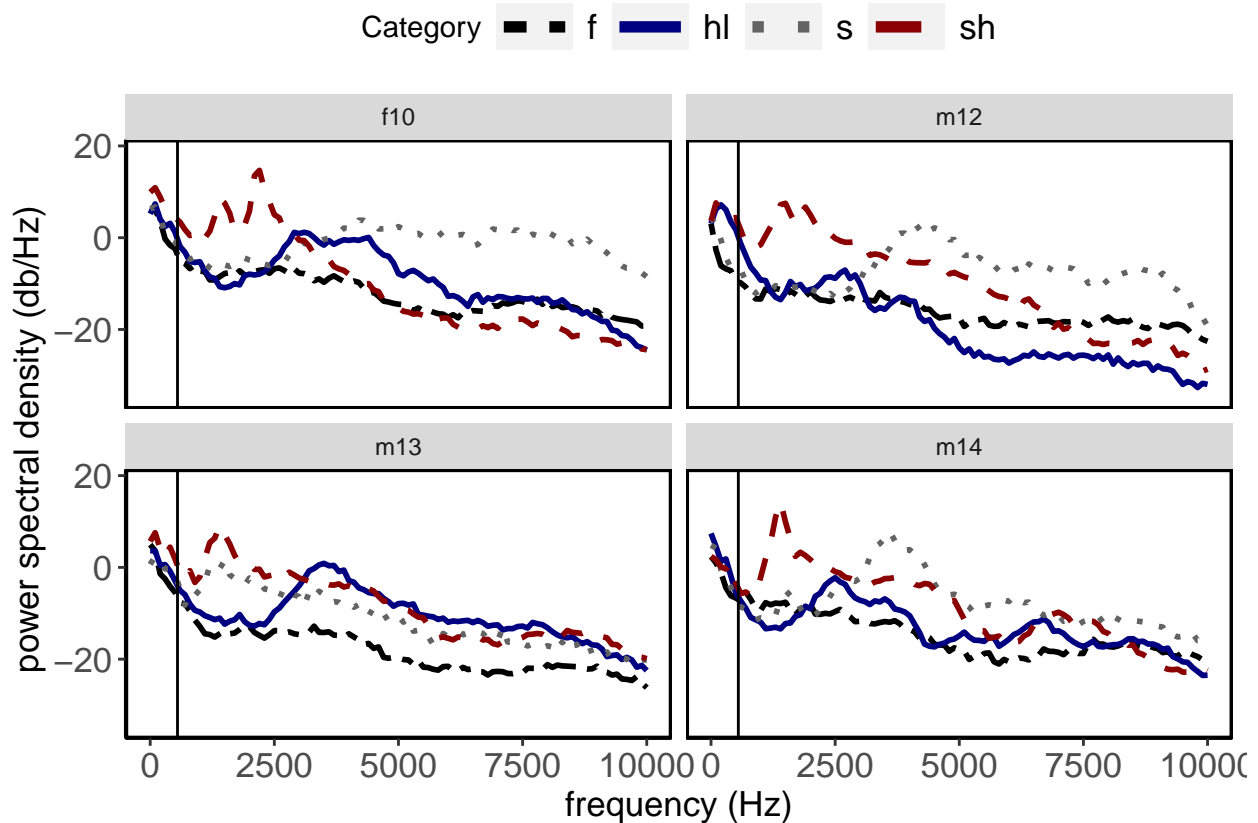 Category f hl s sh
f10 m12
20
0
−20
m13 m14
20
0
−20
0 2500 5000 7500 10000 0 2500 5000 7500 1000
frequency (Hz)
power spectral density (db/Hz)